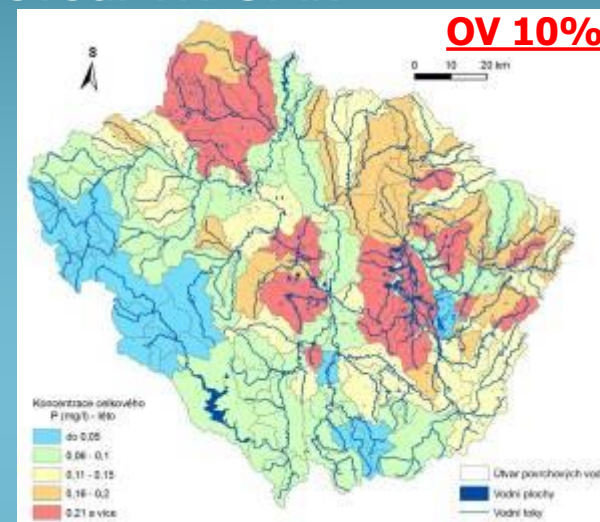 OV 10%
S
0 10 20 km
Koncentrace celkového
P (mg/l) - léto
do 0,05
0,06 - 0,1
0,11 - 0,15
0,16 - 0,2
0,21 a více
Útvar povrchových vod
Vodní plochy
Vodní toky